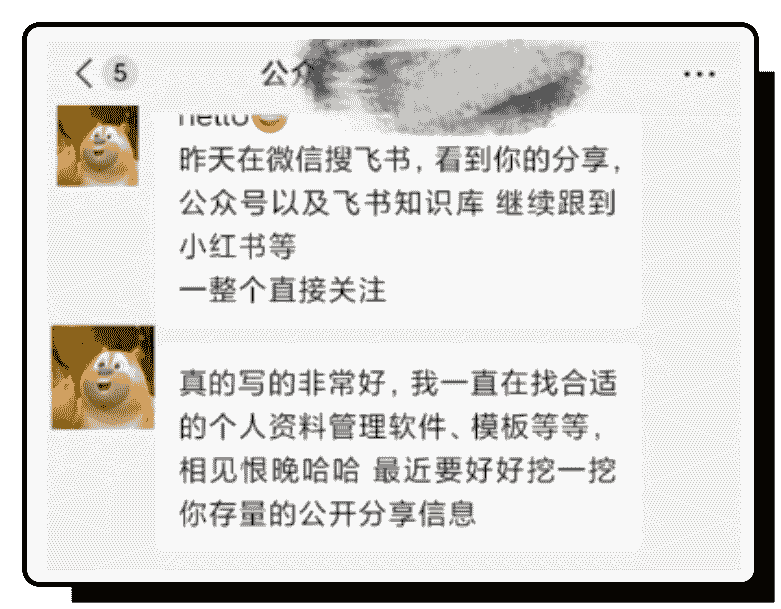 5
公众
hello
昨天在微信搜飞书，看到你的分享，
公众号以及飞书知识库 继续跟到
小红书等
一整个直接关注
真的写的非常好，我一直在找合适
的个人资料管理软件、模板等等，
相见恨晚哈哈 最近要好好挖一挖
你存量的公开分享信息